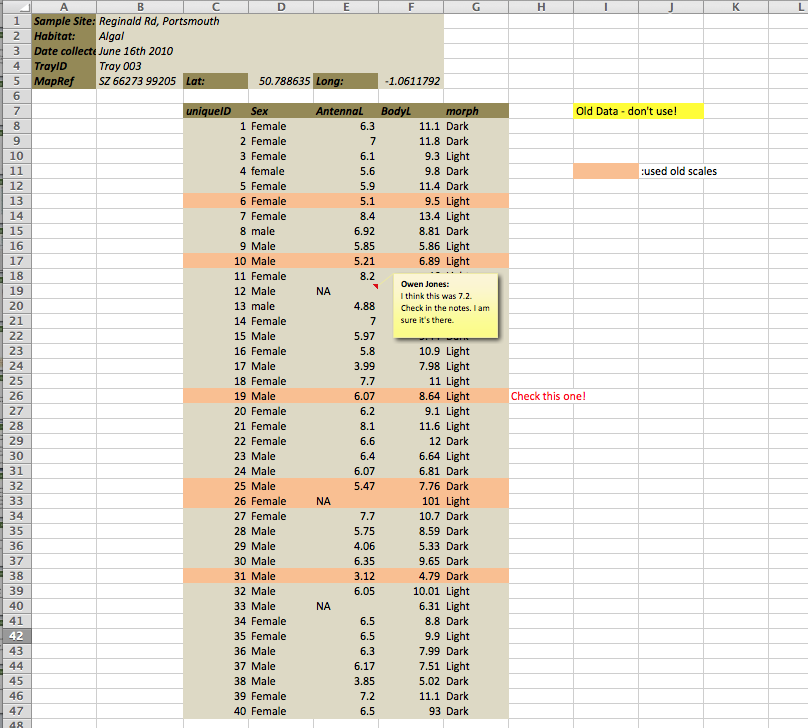 A B C D E F G H I J K L
1 Sample Site: Reginald Rd, Portsmouth
2 Habitat: Algal
3 Date collecte June 16th 2010
4 TrayID Tray 003
5 MapRef SZ 66273 99205 Lat: 50.788635 Long: -1.0611792
6
7 uniqueID Sex AntennaL BodyL morph Old Data - don't use!
8 1 Female 6.3 11.1 Dark
9 2 Female 7 11.8 Dark
10 3 Female 6.1 9.3 Light
11 4 female 5.6 9.8 Dark :used old scales
12 5 Female 5.9 11.4 Dark
13 6 Female 5.1 9.5 Light
14 7 Female 8.4 13.4 Light
15 8 male 6.92 8.81 Dark
16 9 Male 5.85 5.86 Light
17 10 Male 5.21 6.89 Light
18 11 Female 8.2
19 12 Male NA
20 13 male 4.88
21 14 Female 7
22 15 Male 5.97
Owen Jones:
I think this was 7.2.
Check in the notes. I am
sure it's there.
23 16 Female 5.8 10.9 Light
24 17 Male 3.99 7.98 Light
25 18 Female 7.7 11 Light
26 19 Male 6.07 8.64 Light Check this one!
27 20 Female 6.2 9.1 Light
28 21 Female 8.1 11.6 Light
29 22 Female 6.6 12 Dark
30 23 Male 6.4 6.64 Light
31 24 Male 6.07 6.81 Dark
32 25 Male 5.47 7.76 Dark
33 26 Female NA 101 Light
34 27 Female 7.7 10.7 Dark
35 28 Male 5.75 8.59 Dark
36 29 Male 4.06 5.33 Dark
37 30 Male 6.35 9.65 Dark
38 31 Male 3.12 4.79 Dark
39 32 Male 6.05 10.01 Light
40 33 Male NA 6.31 Light
41 34 Female 6.5 8.8 Dark
42 35 Female 6.5 9.9 Light
43 36 Male 6.3 7.99 Dark
44 37 Male 6.17 7.51 Light
45 38 Male 3.85 5.02 Dark
46 39 Female 7.2 11.1 Dark
47 40 Female 6.5 93 Dark
48